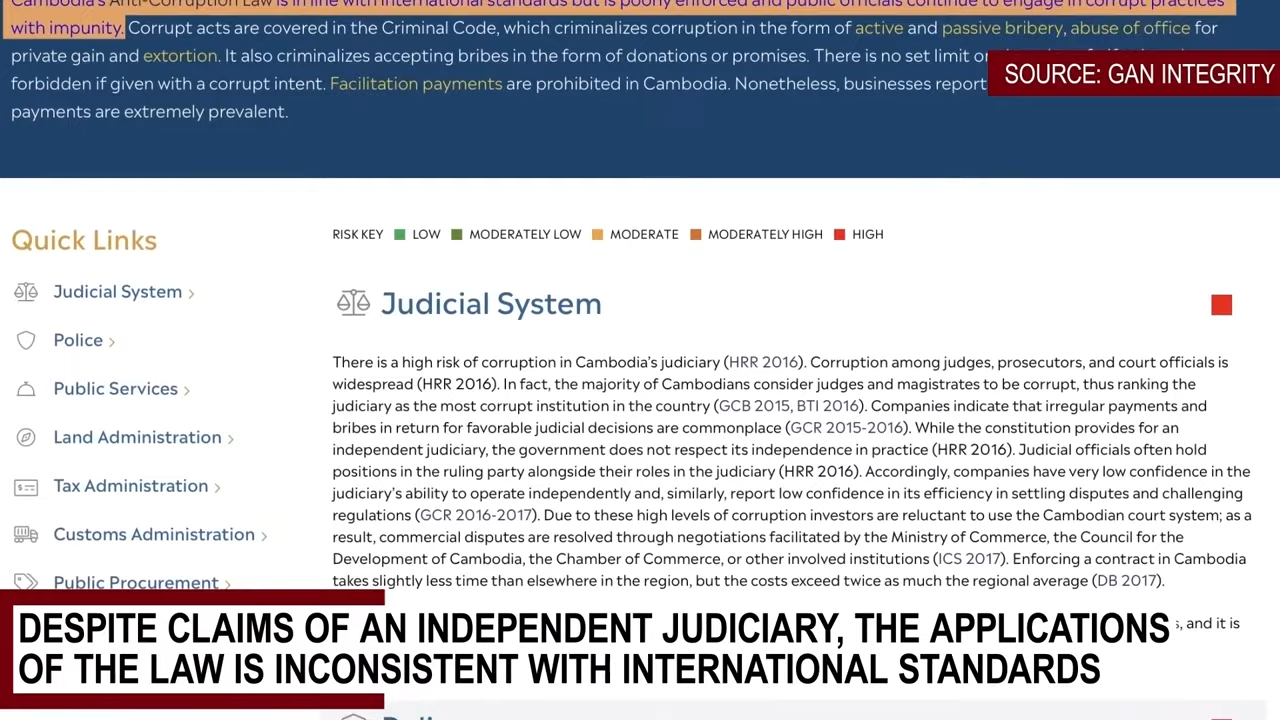 Cambodia's Anti-Corruption Law is in line with international standards but is poorly enforced and public officials continue to engage in corrupt practices
with impunity. Corrupt acts are covered in the Criminal Code, which criminalizes corruption in the form of active and passive bribery, abuse of office for
private gain and extortion. It also criminalizes accepting bribes in the form of donations or promises. There is no set limit
forbidden if given with a corrupt intent. Facilitation payments are prohibited in Cambodia. Nonetheless, businesses report
payments are extremely prevalent.
SOURCE: GAN INTEGRITY
Quick Links
Judicial System >
Police >
Public Services >
Land Administration >
Tax Administration >
Customs Administration >
Public Procurement >
RISK KEY LOW MODERATELY LOW MODERATE MODERATELY HIGH HIGH
Judicial System
There is a high risk of corruption in Cambodia's judiciary (HRR 2016). Corruption among judges, prosecutors, and court officials is
widespread (HRR 2016). In fact, the majority of Cambodians consider judges and magistrates to be corrupt, thus ranking the
judiciary as the most corrupt institution in the country (GCB 2015, BTI 2016). Companies indicate that irregular payments and
bribes in return for favorable judicial decisions are commonplace (GCR 2015-2016). While the constitution provides for an
independent judiciary, the government does not respect its independence in practice (HRR 2016). Judicial officials often hold
positions in the ruling party alongside their roles in the judiciary (HRR 2016). Accordingly, companies have very low confidence in the
judiciary's ability to operate independently and, similarly, report low confidence in its efficiency in settling disputes and challenging
regulations (GCR 2016-2017). Due to these high levels of corruption investors are reluctant to use the Cambodian court system; as a
result, commercial disputes are resolved through negotiations facilitated by the Ministry of Commerce, the Council for the
Development of Cambodia, the Chamber of Commerce, or other involved institutions (ICS 2017). Enforcing a contract in Cambodia
takes slightly less time than elsewhere in the region, but the costs exceed twice as much the regional average (DB 2017).
, and it is
DESPITE CLAIMS OF AN INDEPENDENT JUDICIARY, THE APPLICATIONS
OF THE LAW IS INCONSISTENT WITH INTERNATIONAL STANDARDS